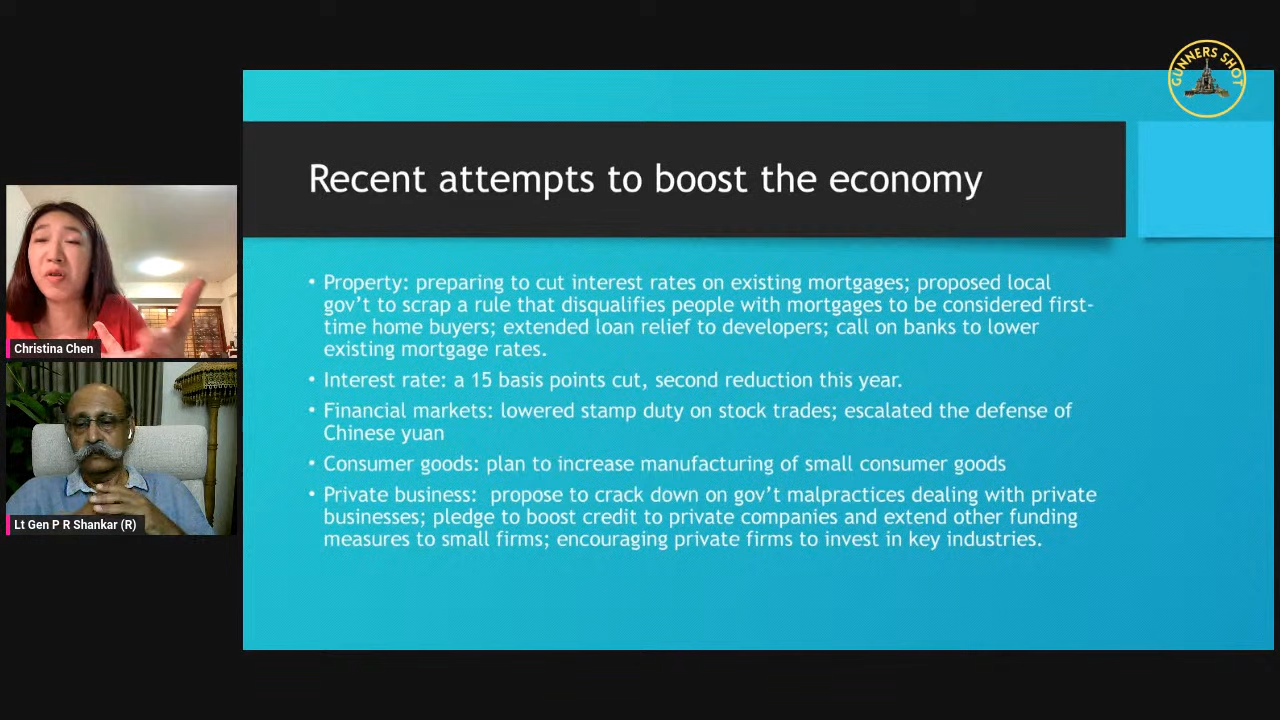 GUNNERS SHOT
Recent attempts to boost the economy
• Property: preparing to cut interest rates on existing mortgages; proposed local
gov’t to scrap a rule that disqualifies people with mortgages to be considered first-
time home buyers; extended loan relief to developers; call on banks to lower
existing mortgage rates.
• Interest rate: a 15 basis points cut, second reduction this year.
• Financial markets: lowered stamp duty on stock trades; escalated the defense of
Chinese yuan
• Consumer goods: plan to increase manufacturing of small consumer goods
• Private business:  propose to crack down on gov’t malpractices dealing with private
businesses; pledge to boost credit to private companies and extend other funding
measures to small firms; encouraging private firms to invest in key industries.
Christina Chen
Lt Gen P R Shankar (R)